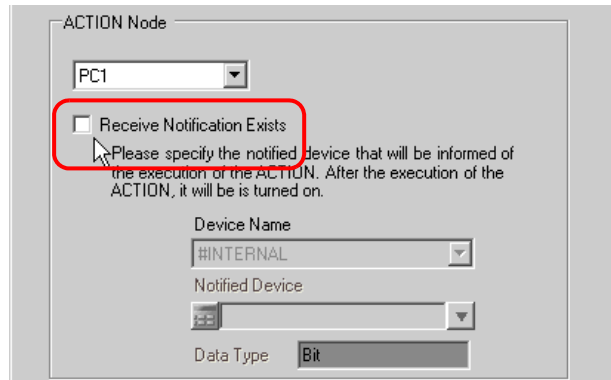 ACTION Node
PC1
Receive Notification Exists
Please specify the notified device that will be informed of
the execution of the ACTION. After the execution of the
ACTION, it will be is turned on.
Device Name
#INTERNAL
Notified Device
Data Type Bit